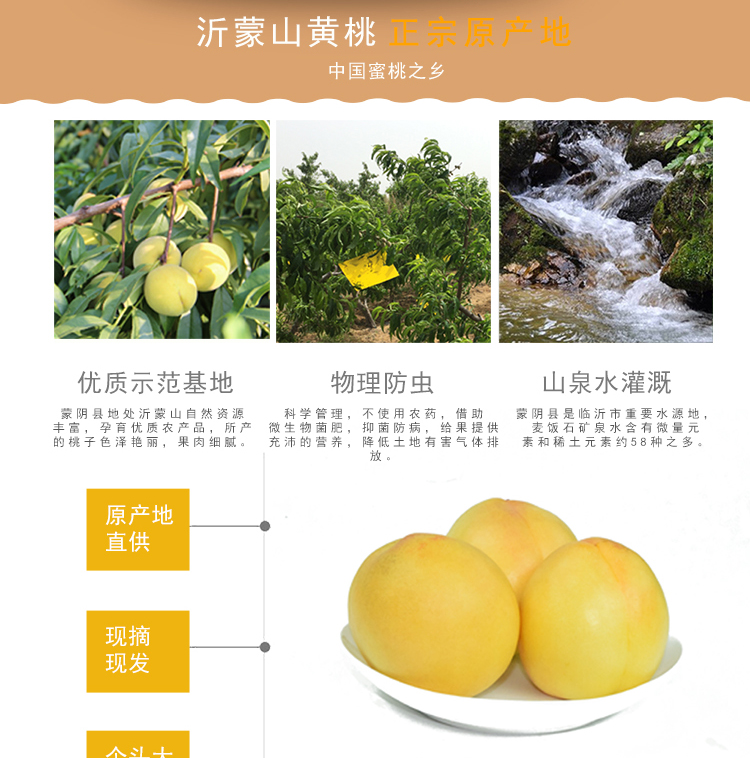 沂蒙山黄桃 正宗原产地
中国蜜桃之乡
优质示范基地
蒙阴县地处沂蒙山自然资源
丰富，孕育优质农产品，所产
的桃子色泽艳丽，果肉细腻。
物理防虫
科学管理，不使用农药，借助
微生物菌肥，抑菌防病，给果提供
充沛的营养，降低土地有害气体排
放。
山泉水灌溉
蒙阴县是临沂市重要水源地，
麦饭石矿泉水含有微量元
素和稀土元素约58种之多。
原产地
直供
现摘
现发
个头大